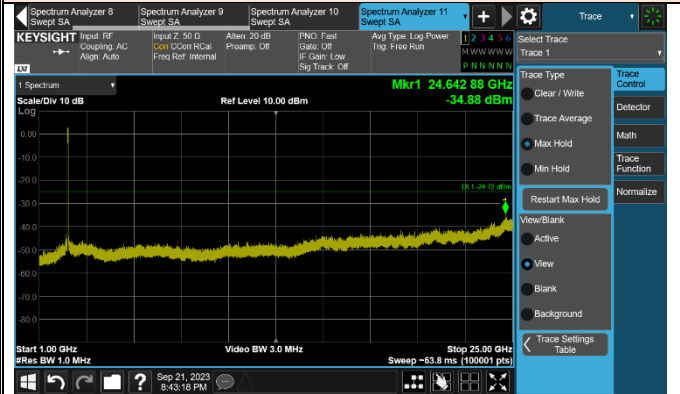 Spectrum Analyzer 8
Swept SA
Spectrum Analyzer 9
Swept SA
Spectrum Analyzer 10
Swept SA
Spectrum Analyzer 11
Swept SA
Trace
KEYSIGHT
Input: RF
Coupling: AC
Align: Auto
Input Z: 50 Ω
Corr CCorr RCal
Freq Ref: Internal
Atten: 20 dB
Preamp: Off
PNO: Fast
Gate: Off
IF Gain: Low
Sig Track: Off
Avg Type: Log-Power
Trig: Free Run
1 2 3 4 5 6
M W W W W W
P N N N N N
LXI
Select Trace
Trace 1
1 Spectrum
Scale/Div 10 dB
Log
Ref Level 10.00 dBm
Mkr1 24.642 88 GHz
-34.88 dBm
0.00
-10.0
-20.0
-30.0
-40.0
-50.0
-60.0
-70.0
-80.0
DL1 -24.72 dBm
1
Start 1.00 GHz
#Res BW 1.0 MHz
Video BW 3.0 MHz
Stop 25.00 GHz
Sweep ~63.8 ms (100001 pts)
Trace Type
Clear / Write
Trace Average
Max Hold
Min Hold
Restart Max Hold
View/Blank
Active
View
Blank
Background
Trace Settings
Table
Trace
Control
Detector
Math
Trace
Function
Normalize
?
Sep 21, 2023
8:43:18 PM